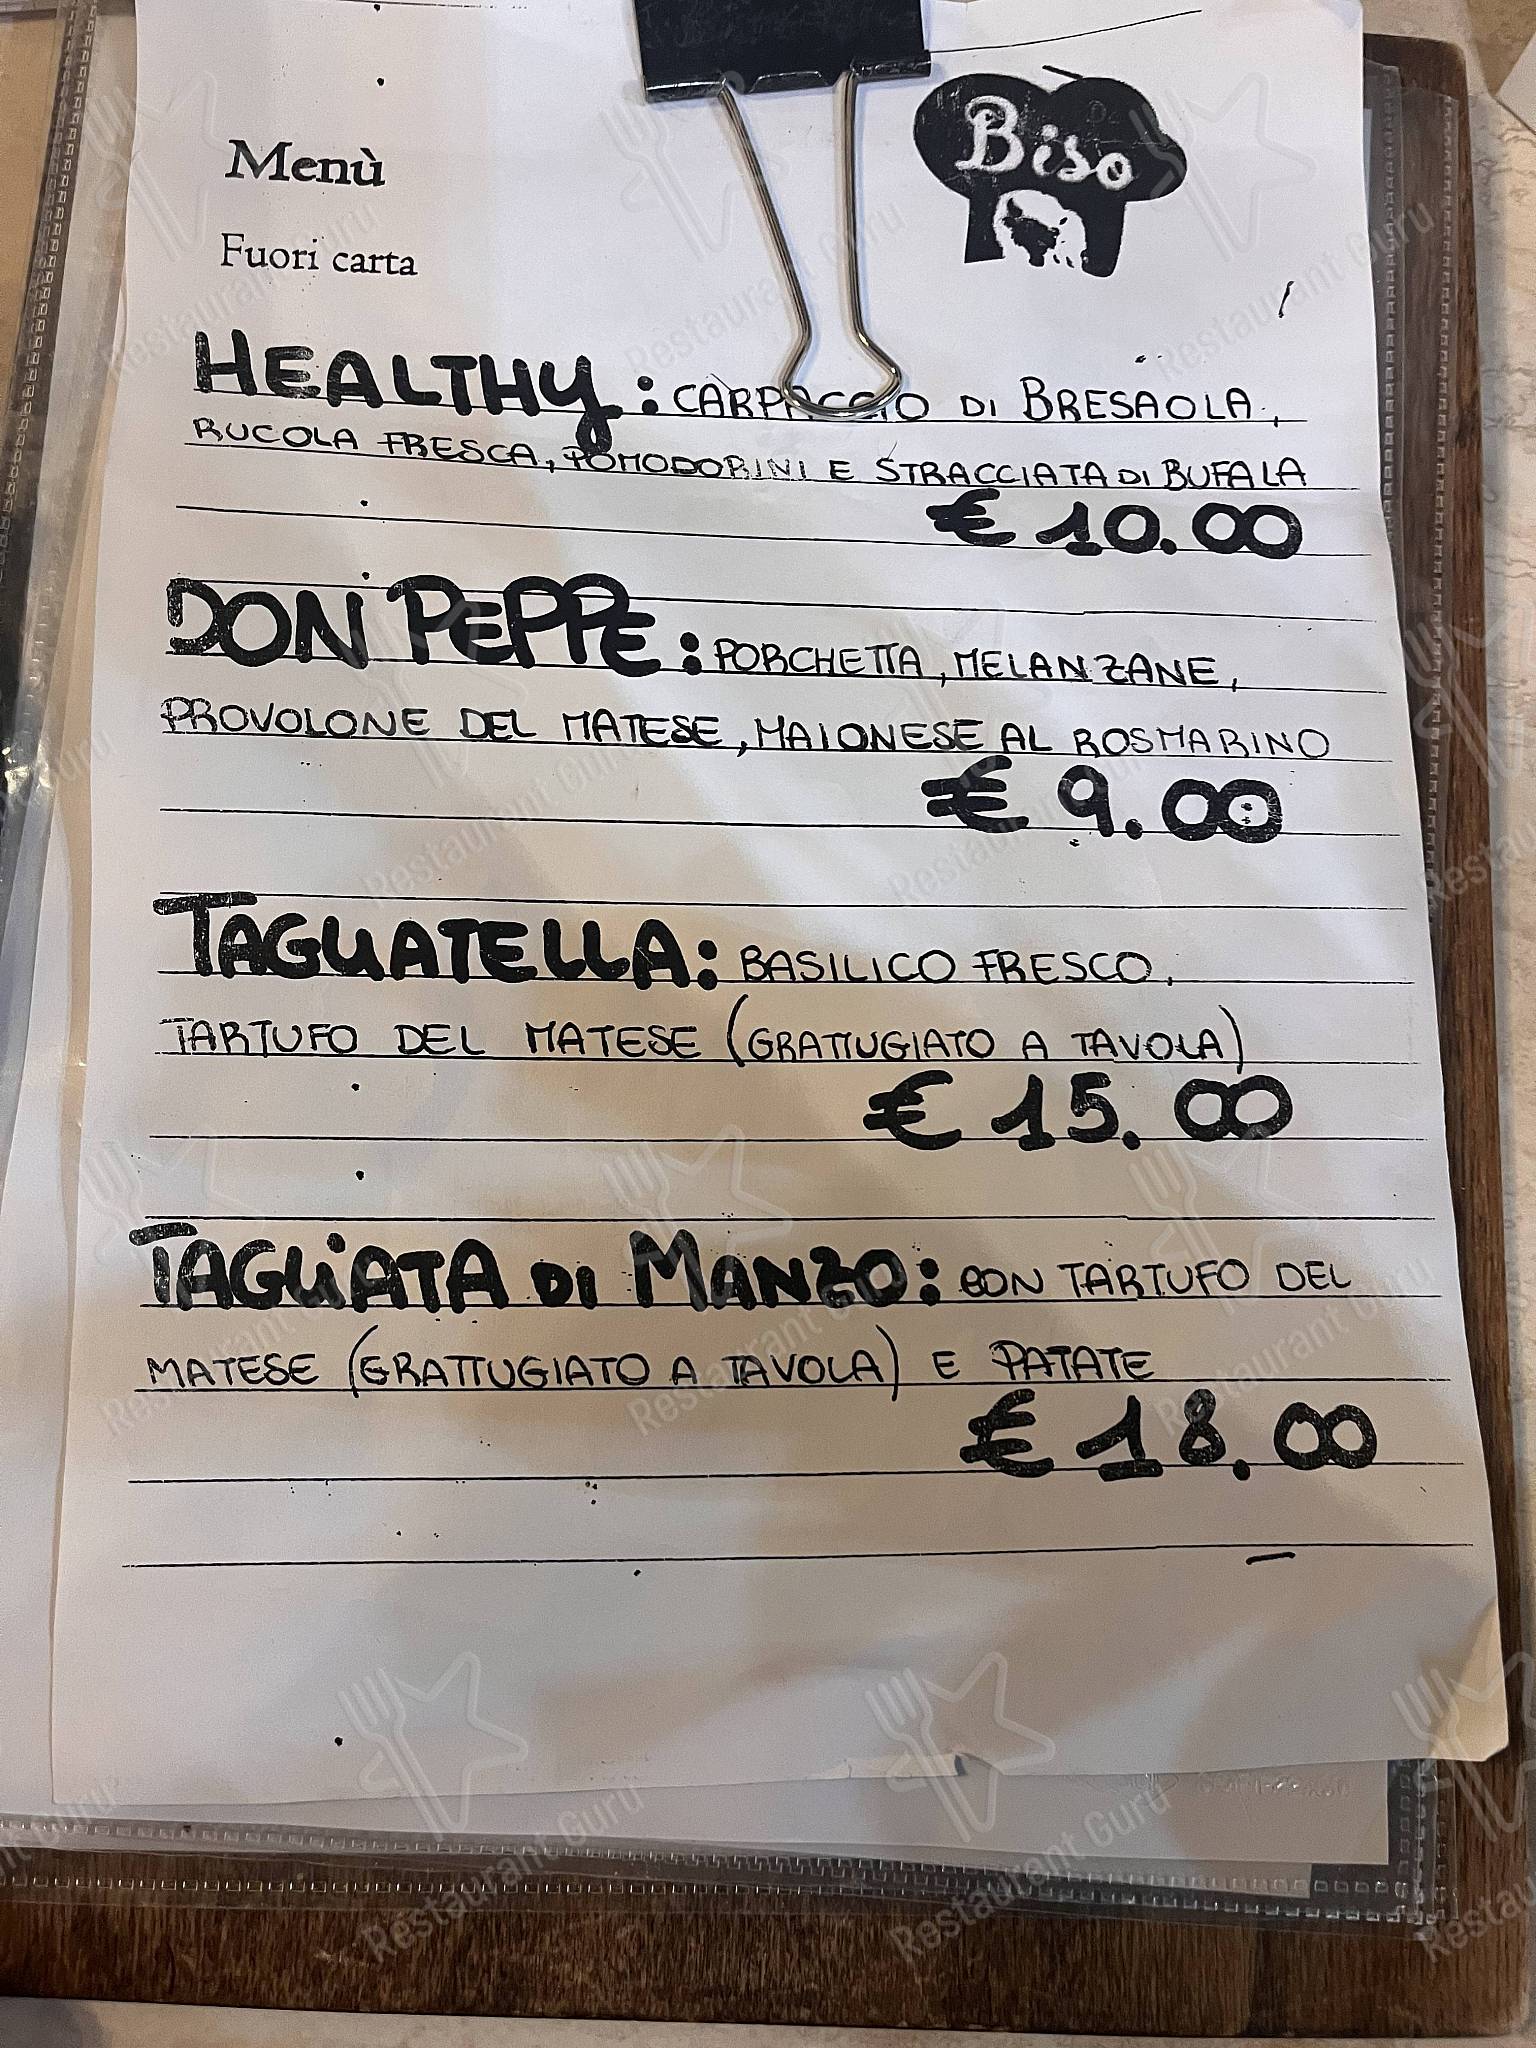 Biso
Menù
Fuori carta
HEALTHY: CARPACCIO DI BRESAOLA,
RUCOLA FRESCA, POMODORINI E STRACCIATA DI BUFALA
€ 10.00
DON PEPPE: PORCHETTA, MELANZANE,
PROVOLONE DEL MATESE, MAIONESE AL ROSMARINO
€ 9.00
TAGLIATELLA: BASILICO FRESCO,
TARTUFO DEL MATESE (GRATTUGIATO A TAVOLA)
€ 15.00
TAGLIATA DI MANZO: CON TARTUFO DEL
MATESE (GRATTUGIATO A TAVOLA) E PATATE
€ 18.00
Restaurant Guru